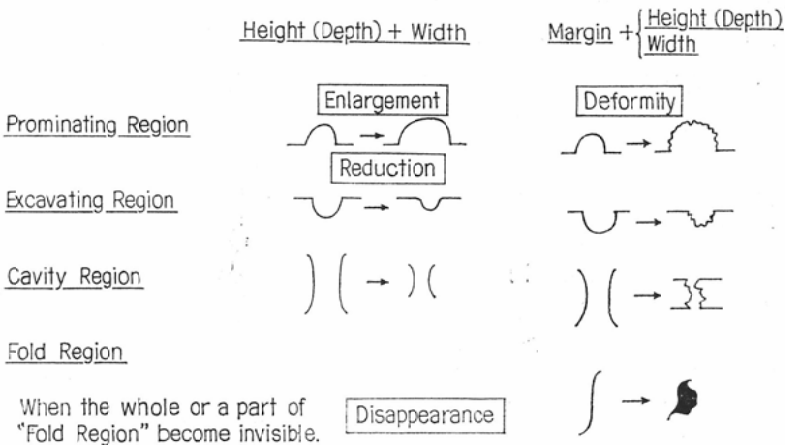 Height (Depth) + Width
Margin + { Height (Depth)
Width
Enlargement
Deformity
Prominating Region
Reduction
Excavating Region
Cavity Region
Fold Region
When the whole or a part of
"Fold Region" become invisible.
Disappearance